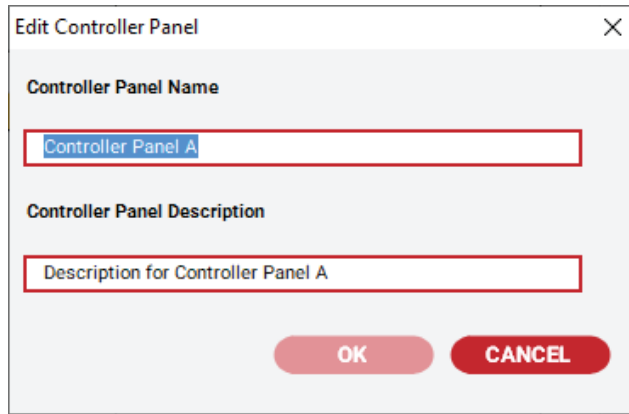 Edit Controller Panel
Controller Panel Name
Controller Panel A
Controller Panel Description
Description for Controller Panel A
OK CANCEL